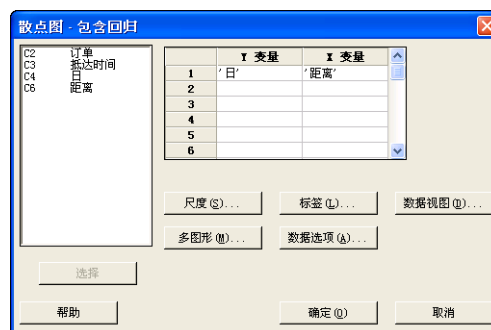 散点图 - 包含回归
C2 订单
C3 抵达时间
C4 日
C6 距离
Y 变量 X 变量
1 '日' '距离'
2
3
4
5
6
尺度(S)... 标签(L)... 数据视图(D)...
多图形(M)... 数据选项(A)...
选择
帮助 确定(O) 取消